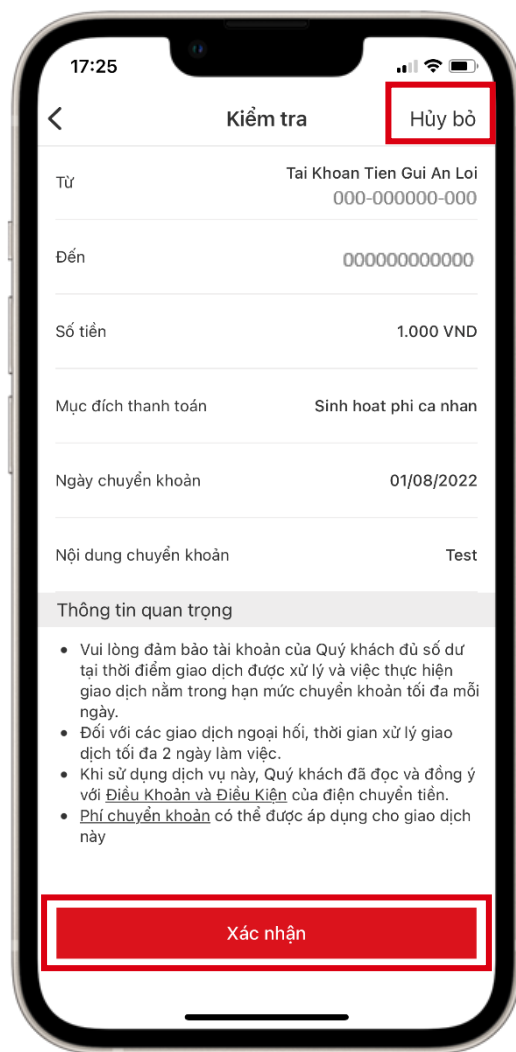 17:25
Kiểm tra
Hủy bỏ
Từ
Tai Khoan Tien Gui An Loi
000-000000-000
Đến
000000000000
Số tiền
1.000 VND
Mục đích thanh toán
Sinh hoat phi ca nhan
Ngày chuyển khoản
01/08/2022
Nội dung chuyển khoản
Test
Thông tin quan trọng
• Vui lòng đảm bảo tài khoản của Quý khách đủ số dư
tại thời điểm giao dịch được xử lý và việc thực hiện
giao dịch nằm trong hạn mức chuyển khoản tối đa mỗi
ngày.
• Đối với các giao dịch ngoại hối, thời gian xử lý giao
dịch tối đa 2 ngày làm việc.
• Khi sử dụng dịch vụ này, Quý khách đã đọc và đồng ý
với Điều Khoản và Điều Kiện của điện chuyển tiền.
• Phí chuyển khoản có thể được áp dụng cho giao dịch
này
Xác nhận